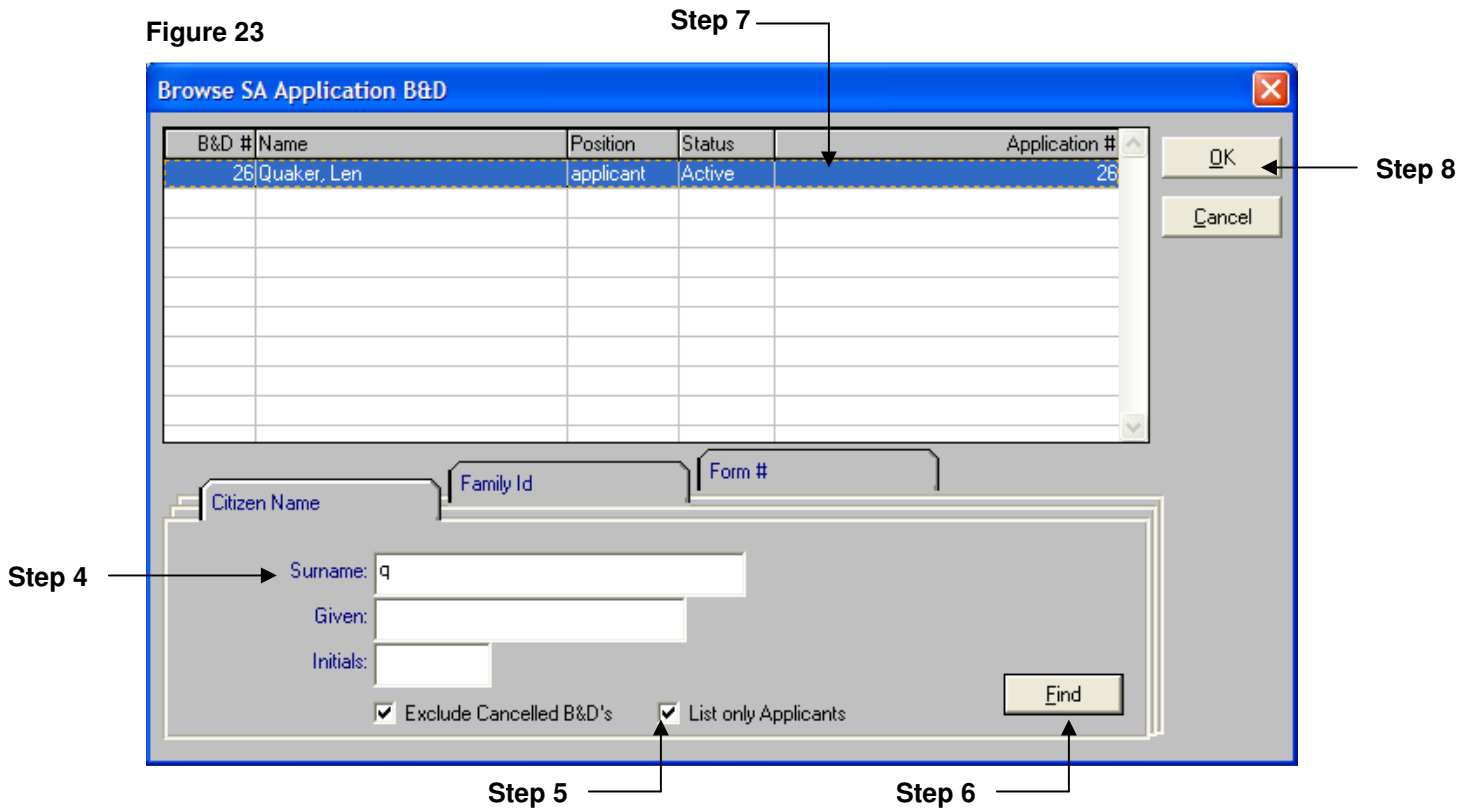 Figure 23
Step 7
Browse SA Application B&D
B&D # Name Position Status Application #
26 Quaker, Len applicant Active 26
OK
Step 8
Cancel
Citizen Name
Family Id
Form #
Step 4
Surname: q
Given:
Initials:
Exclude Cancelled B&D's List only Applicants
Find
Step 5
Step 6